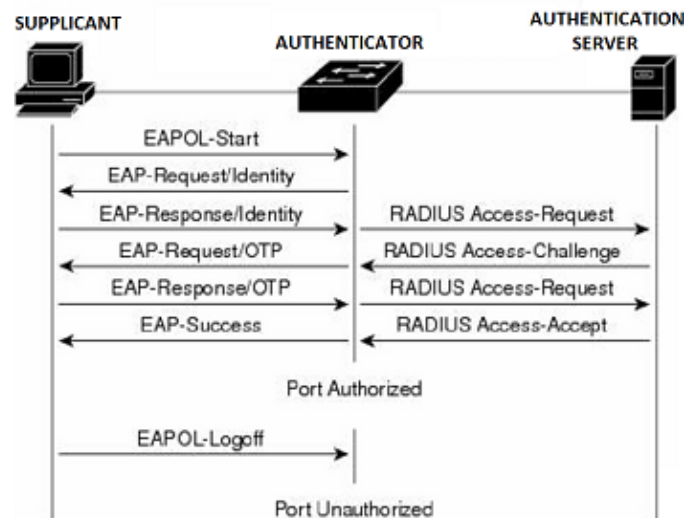 SUPPLICANT
AUTHENTICATOR
AUTHENTICATION
SERVER
EAPOL-Start
EAP-Request/Identity
EAP-Response/Identity
RADIUS Access-Request
EAP-Request/OTP
RADIUS Access-Challenge
EAP-Response/OTP
RADIUS Access-Request
EAP-Success
RADIUS Access-Accept
Port Authorized
EAPOL-Logoff
Port Unauthorized